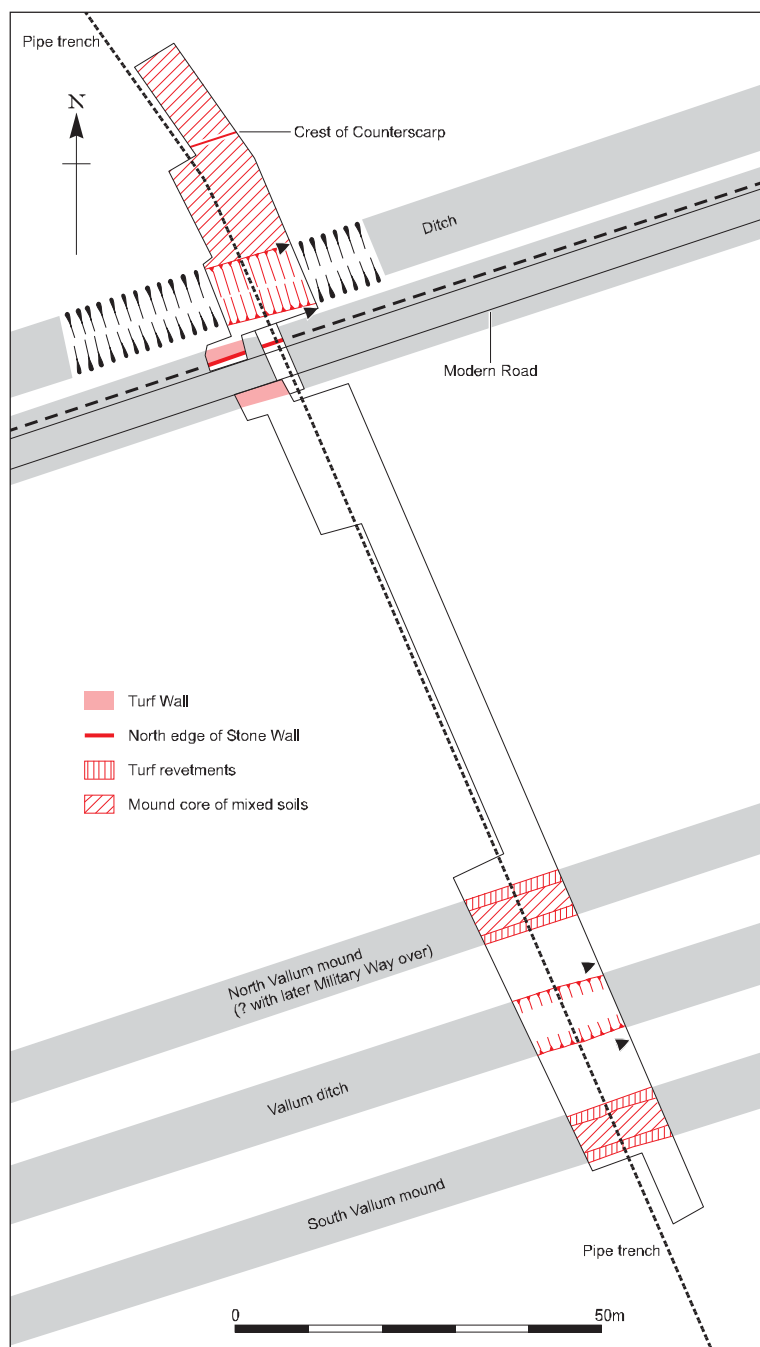 Pipe trench
N
Crest of Counterscarp
Ditch
Modern Road
Turf Wall
North edge of Stone Wall
Turf revetments
Mound core of mixed soils
North Vallum mound
(? with later Military Way over)
Vallum ditch
South Vallum mound
Pipe trench
0 50m